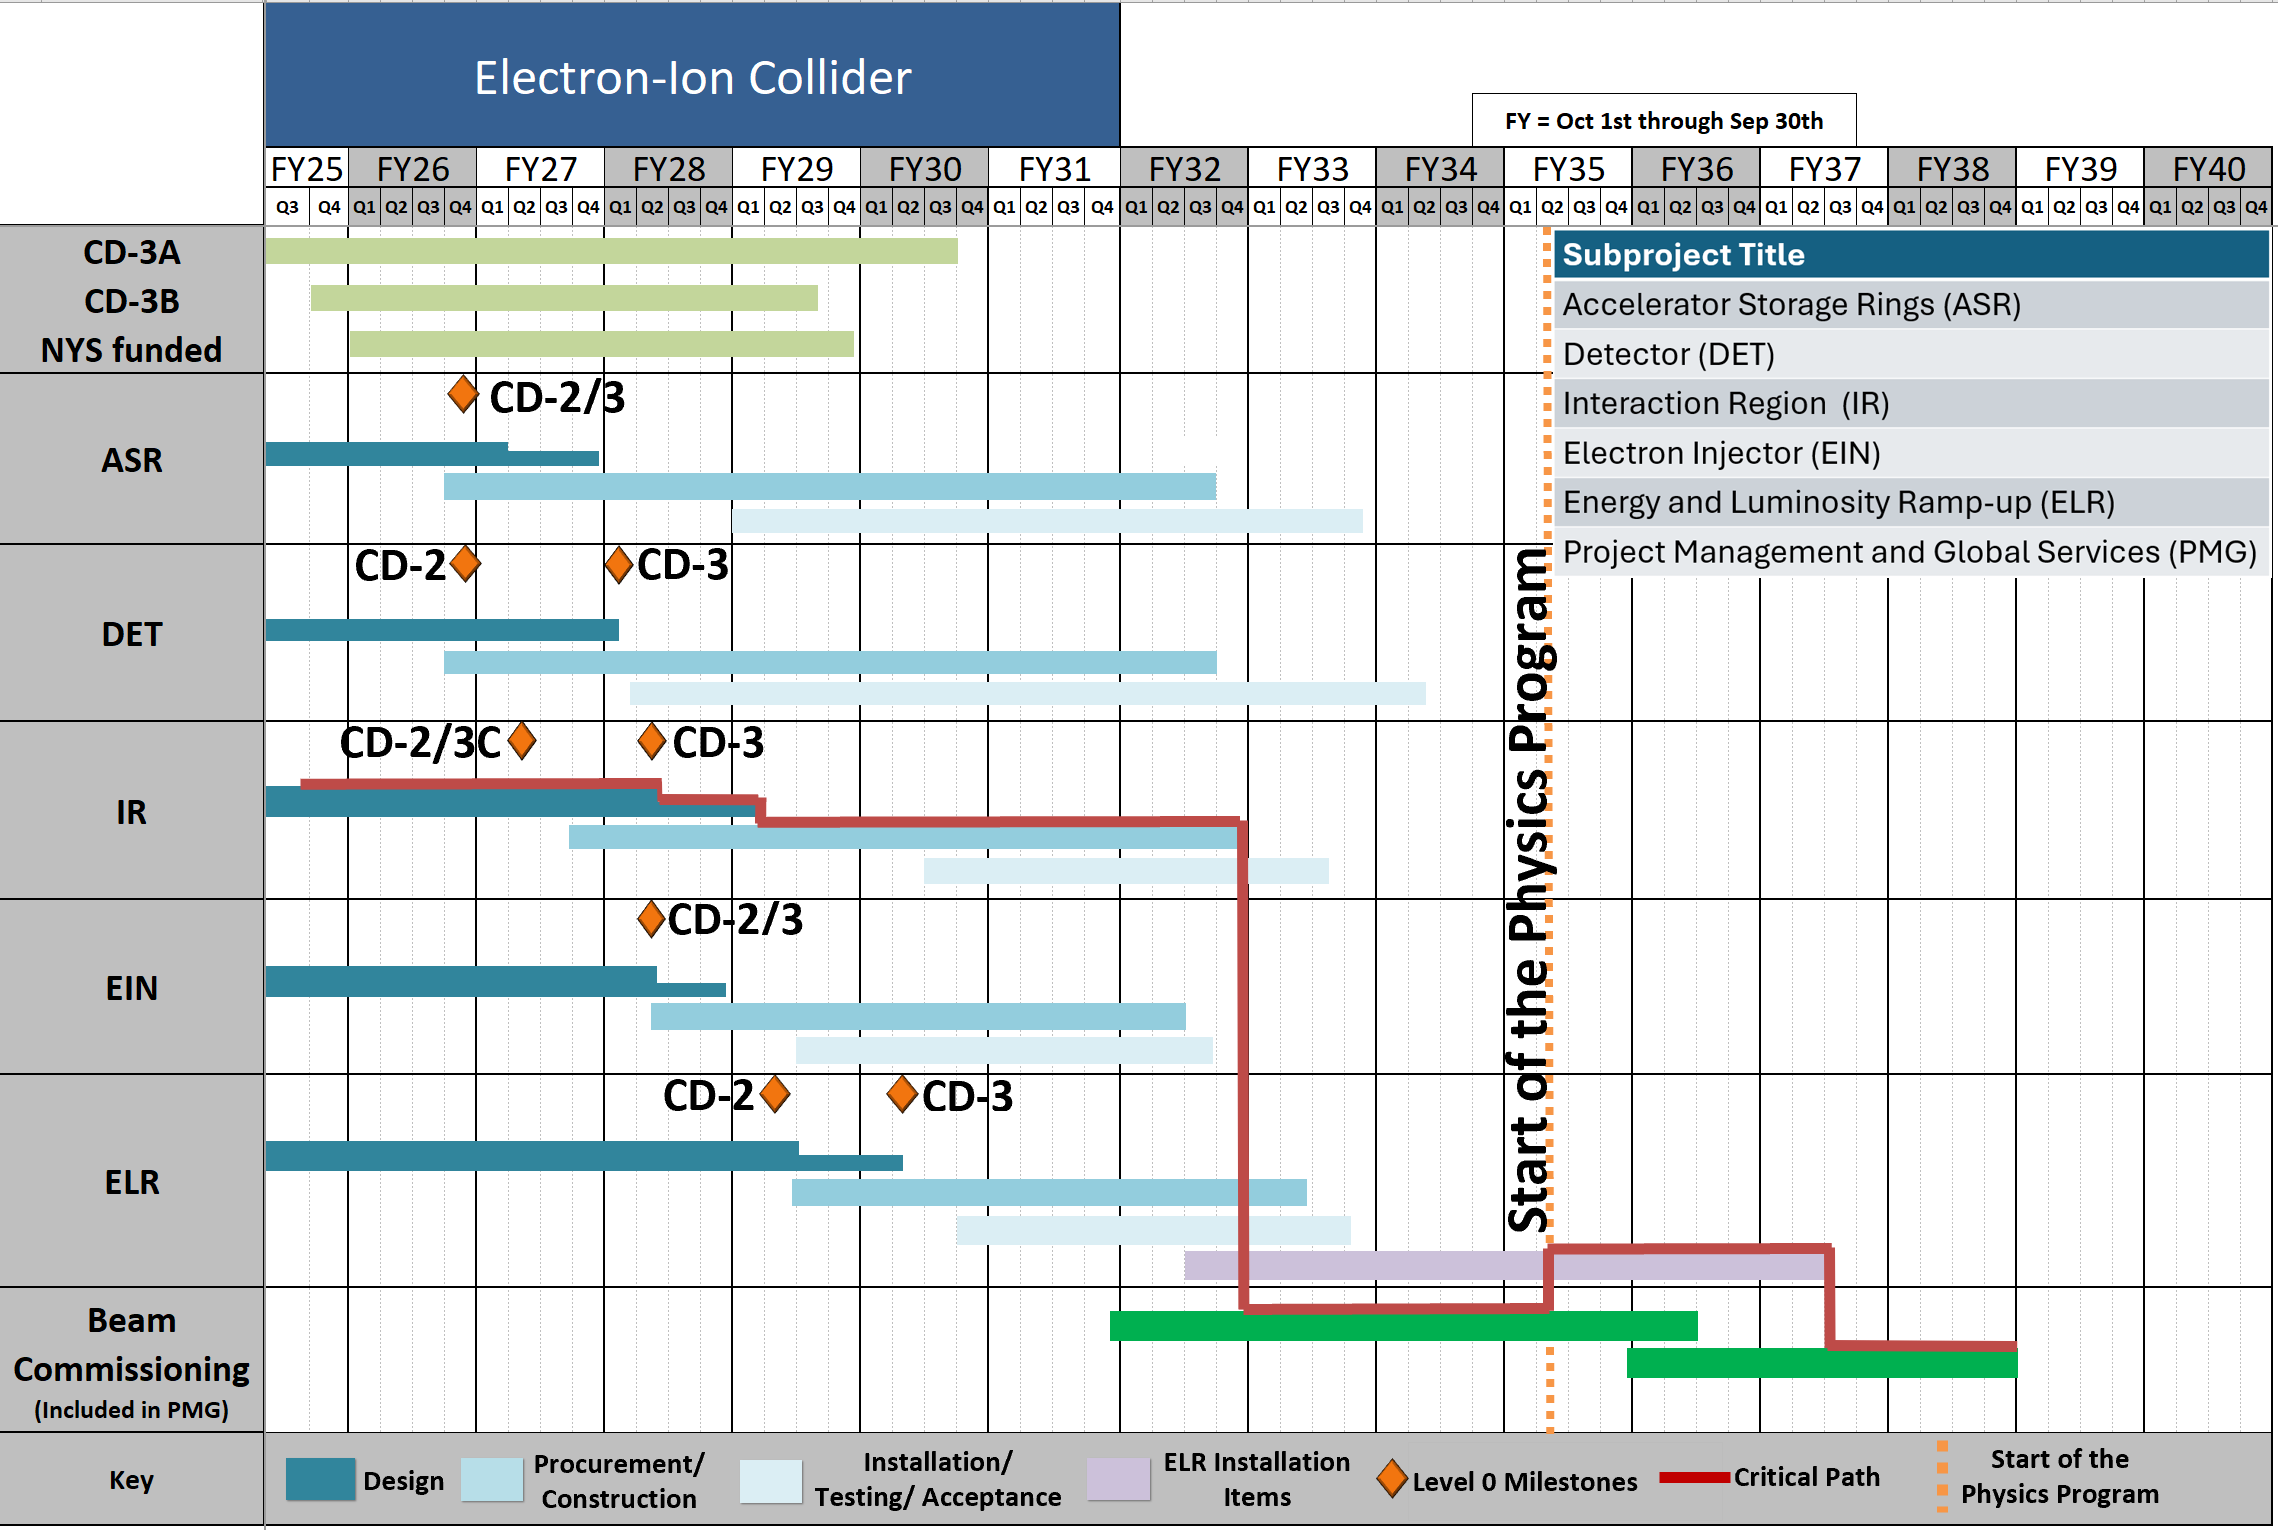 Electron-Ion Collider
FY = Oct 1st through Sep 30th
FY25 FY26 FY27 FY28 FY29 FY30 FY31 FY32 FY33 FY34 FY35 FY36 FY37 FY38 FY39 FY40
Q3 Q4 Q1 Q2 Q3 Q4 Q1 Q2 Q3 Q4 Q1 Q2 Q3 Q4 Q1 Q2 Q3 Q4 Q1 Q2 Q3 Q4 Q1 Q2 Q3 Q4 Q1 Q2 Q3 Q4 Q1 Q2 Q3 Q4 Q1 Q2 Q3 Q4 Q1 Q2 Q3 Q4 Q1 Q2 Q3 Q4 Q1 Q2 Q3 Q4 Q1 Q2 Q3 Q4 Q1 Q2 Q3 Q4 Q1 Q2 Q3 Q4
CD-3A
CD-3B
NYS funded
Subproject Title
Accelerator Storage Rings (ASR)
Detector (DET)
Interaction Region (IR)
Electron Injector (EIN)
Energy and Luminosity Ramp-up (ELR)
Project Management and Global Services (PMG)
ASR
CD-2/3
DET
CD-2
CD-3
IR
CD-2/3C
CD-3
EIN
CD-2/3
ELR
CD-2
CD-3
Start of the Physics Program
Beam
Commissioning
(Included in PMG)
Key
Design
Procurement/
Construction
Installation/
Testing/ Acceptance
ELR Installation
Items
Level 0 Milestones
Critical Path
Start of the
Physics Program